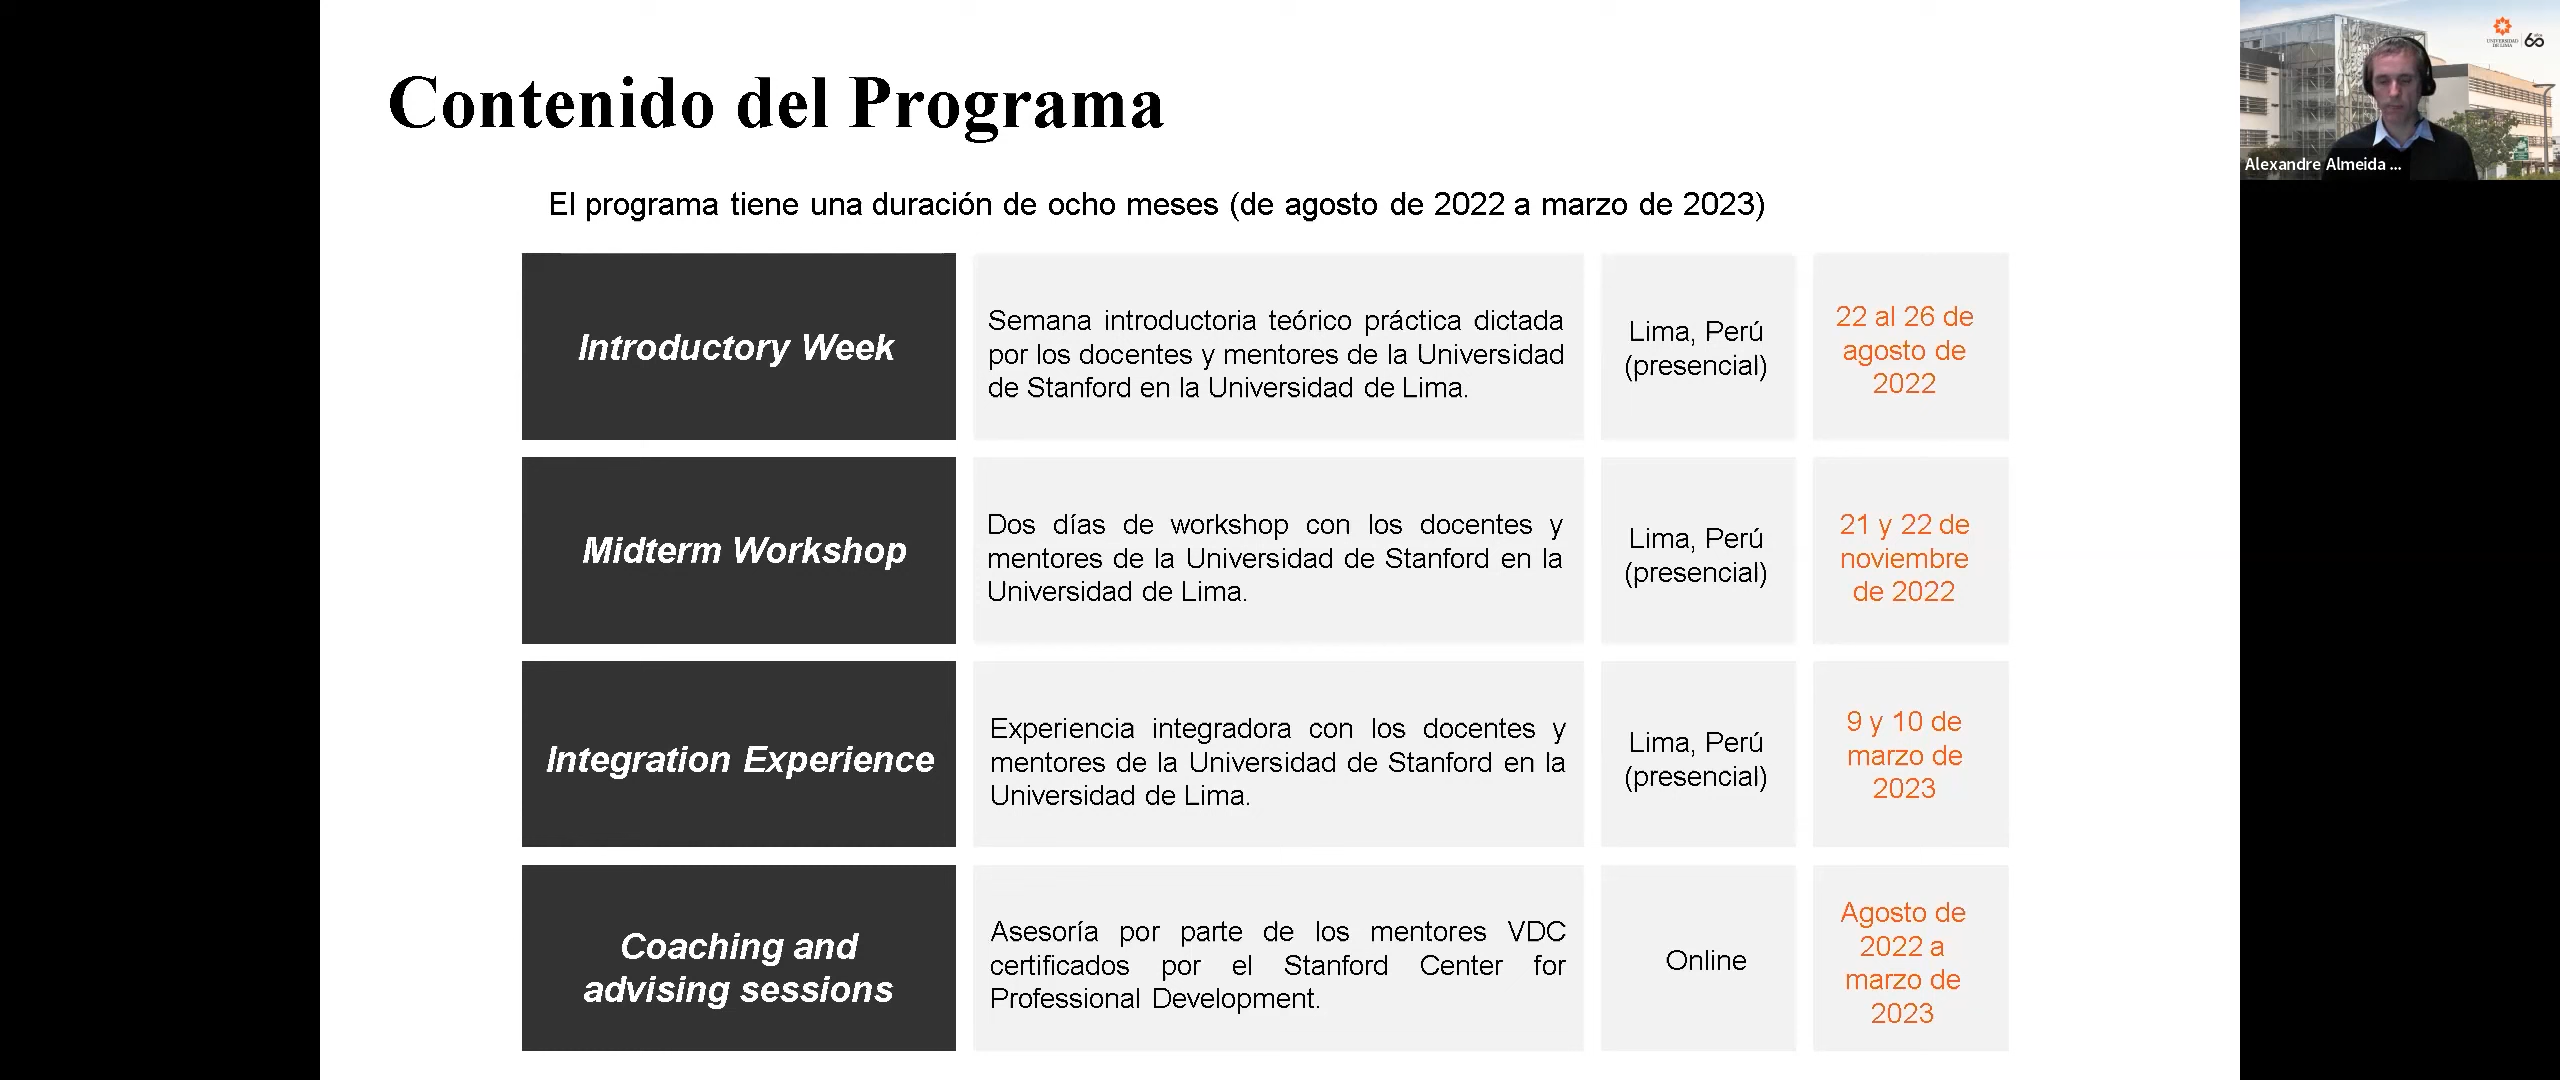 Contenido del Programa
El programa tiene una duración de ocho meses (de agosto de 2022 a marzo de 2023)
Introductory Week
Semana introductoria teórico práctica dictada
por los docentes y mentores de la Universidad
de Stanford en la Universidad de Lima.
Lima, Perú
(presencial)
22 al 26 de
agosto de
2022
Midterm Workshop
Dos días de workshop con los docentes y
mentores de la Universidad de Stanford en la
Universidad de Lima.
Lima, Perú
(presencial)
21 y 22 de
noviembre
de 2022
Integration Experience
Experiencia integradora con los docentes y
mentores de la Universidad de Stanford en la
Universidad de Lima.
Lima, Perú
(presencial)
9 y 10 de
marzo de
2023
Coaching and
advising sessions
Asesoría por parte de los mentores VDC
certificados por el Stanford Center for
Professional Development.
Online
Agosto de
2022 a
marzo de
2023
UNIVERSIDAD
DE LIMA
60
Alexandre Almeida ...